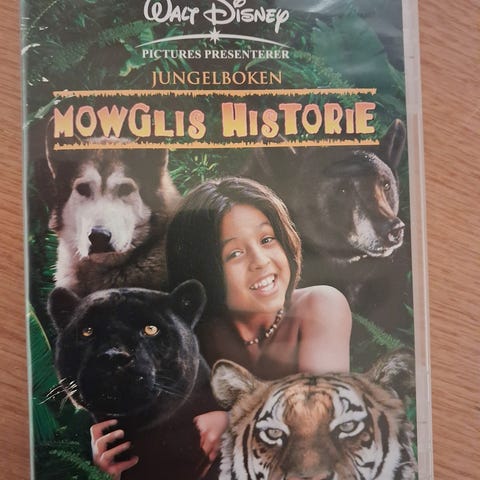 WALT DISNEY
PICTURES PRESENTERER
JUNGELBOKEN
MOWGLIS HISTORIE